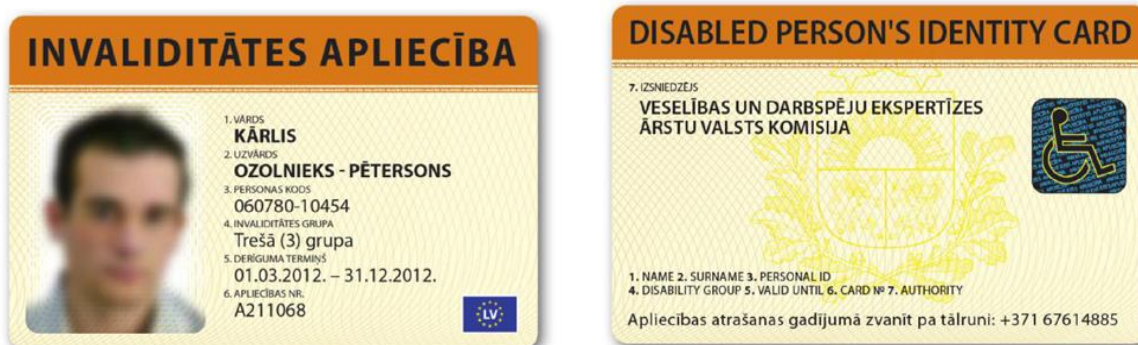 INVALIDITĀTES APLIECĪBA
1. VĀRDS
KĀRLIS
2. UZVĀRDS
OZOLNIEKS - PĒTERSONS
3. PERSONAS KODS
060780-10454
4. INVALIDITĀTES GRUPA
Trešā (3) grupa
5. DERĪGUMA TERMIŅŠ
01.03.2012. – 31.12.2012.
6. APLIECĪBAS NR.
A211068
LV
DISABLED PERSON'S IDENTITY CARD
7. IZSNIEDZĒJS
VESELĪBAS UN DARBSPĒJU EKSPERTĪZES
ĀRSTU VALSTS KOMISIJA
1. NAME 2. SURNAME 3. PERSONAL ID
4. DISABILITY GROUP 5. VALID UNTIL 6. CARD № 7. AUTHORITY
Apliecības atrašanas gadījumā zvanīt pa tālruni: +371 67614885